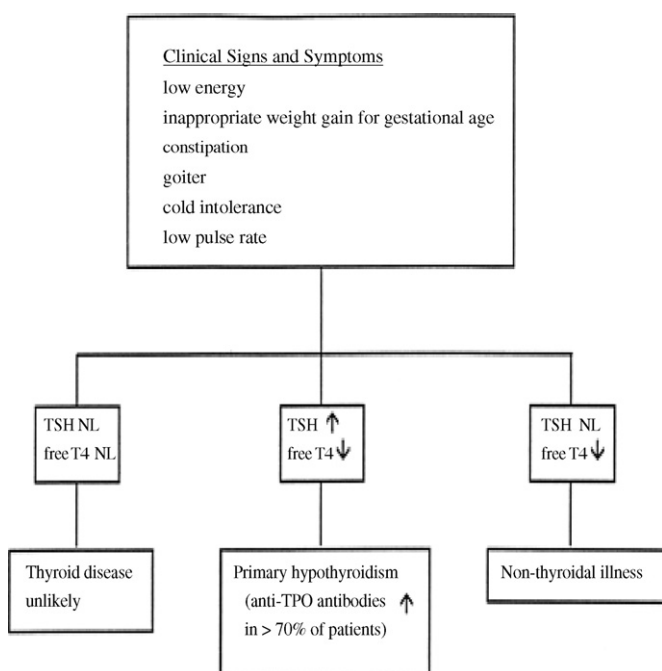 Clinical Signs and Symptoms
low energy
inappropriate weight gain for gestational age
constipation
goiter
cold intolerance
low pulse rate
TSH NL
free T4 NL
TSH ↑
free T4 ↓
TSH NL
free T4 ↓
Thyroid disease
unlikely
Primary hypothyroidism
(anti-TPO antibodies ↑
in > 70% of patients)
Non-thyroidal illness